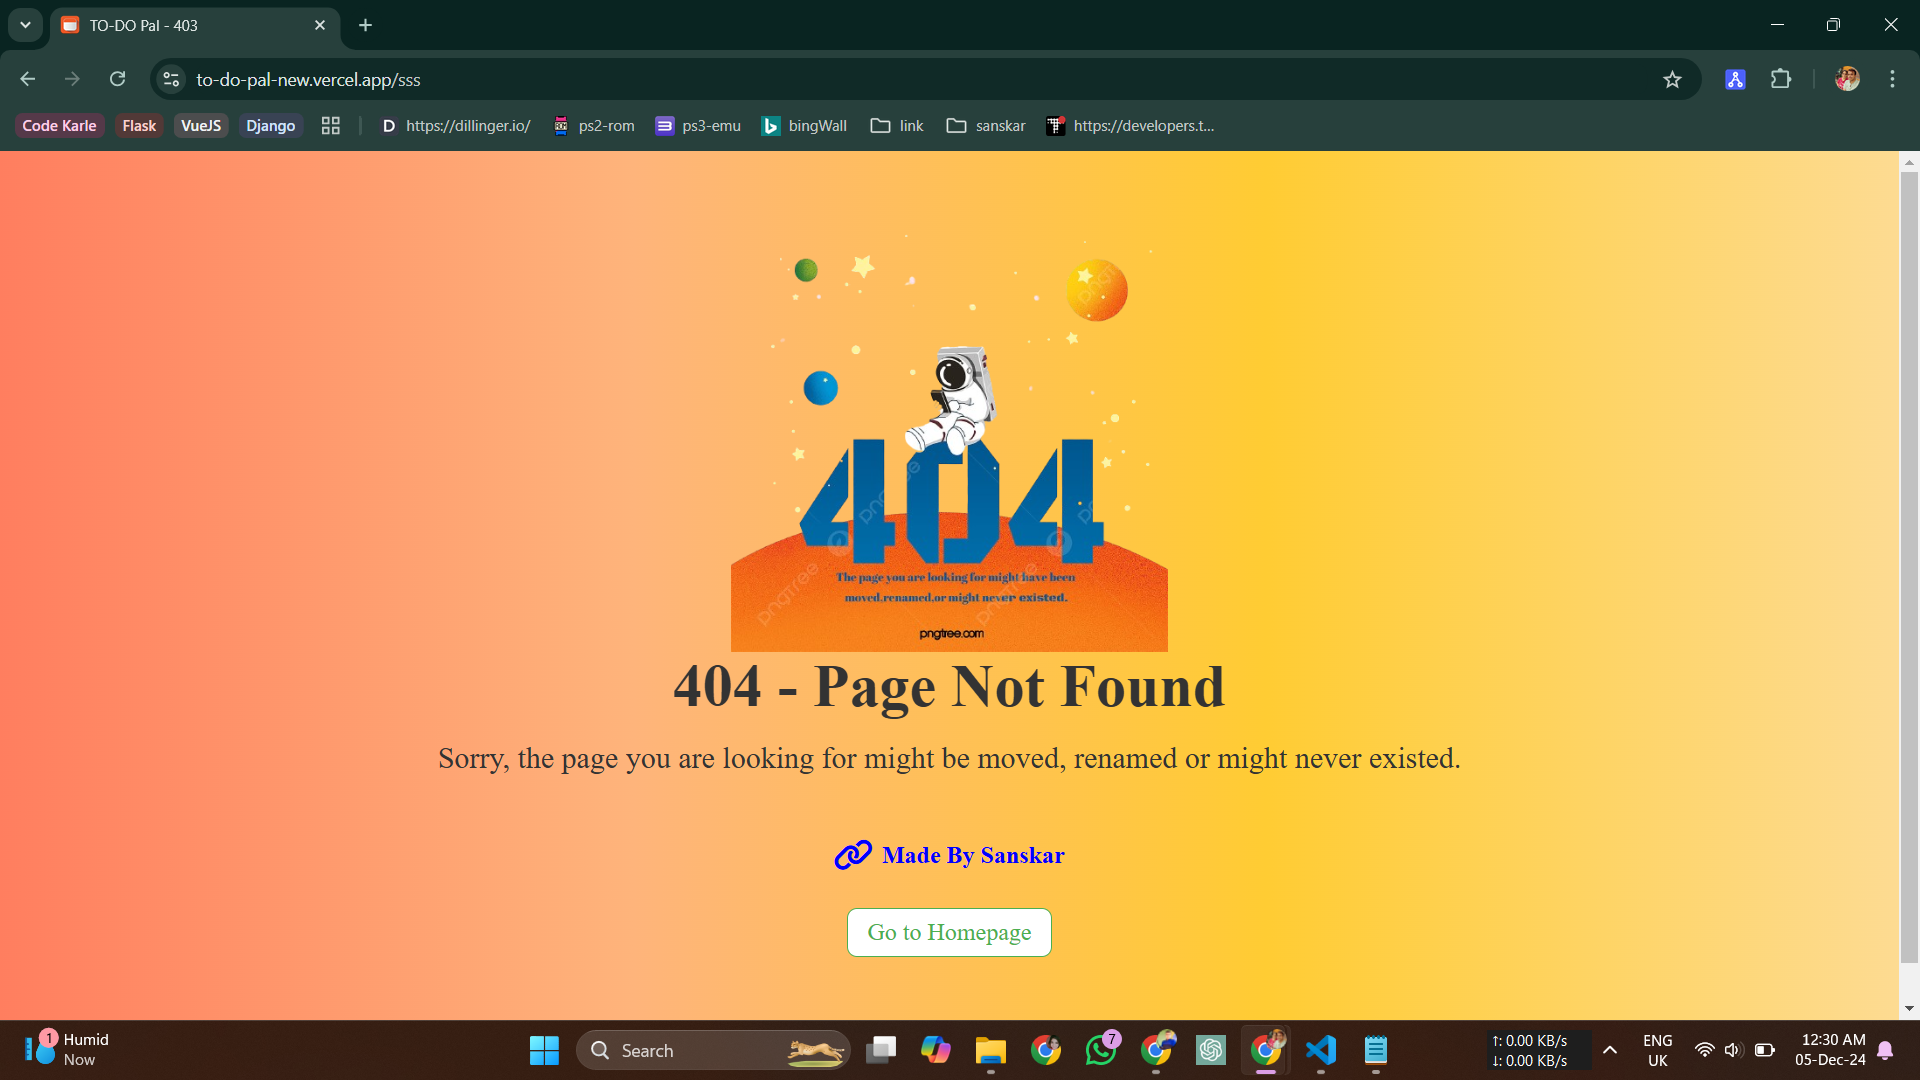 TO-DO Pal - 403
to-do-pal-new.vercel.app/sss
Code Karle Flask VueJS Django D https://dillinger.io/ ps2-rom ps3-emu bingWall link sanskar https://developers.t...
404
The page you are looking for might have been
moved,renamed,or might never existed.
pngtree.com
404 - Page Not Found
Sorry, the page you are looking for might be moved, renamed or might never existed.
Made By Sanskar
Go to Homepage
1 Humid
Now
Search
7
↑: 0.00 KB/s
↓: 0.00 KB/s
ENG
UK
12:30 AM
05-Dec-24